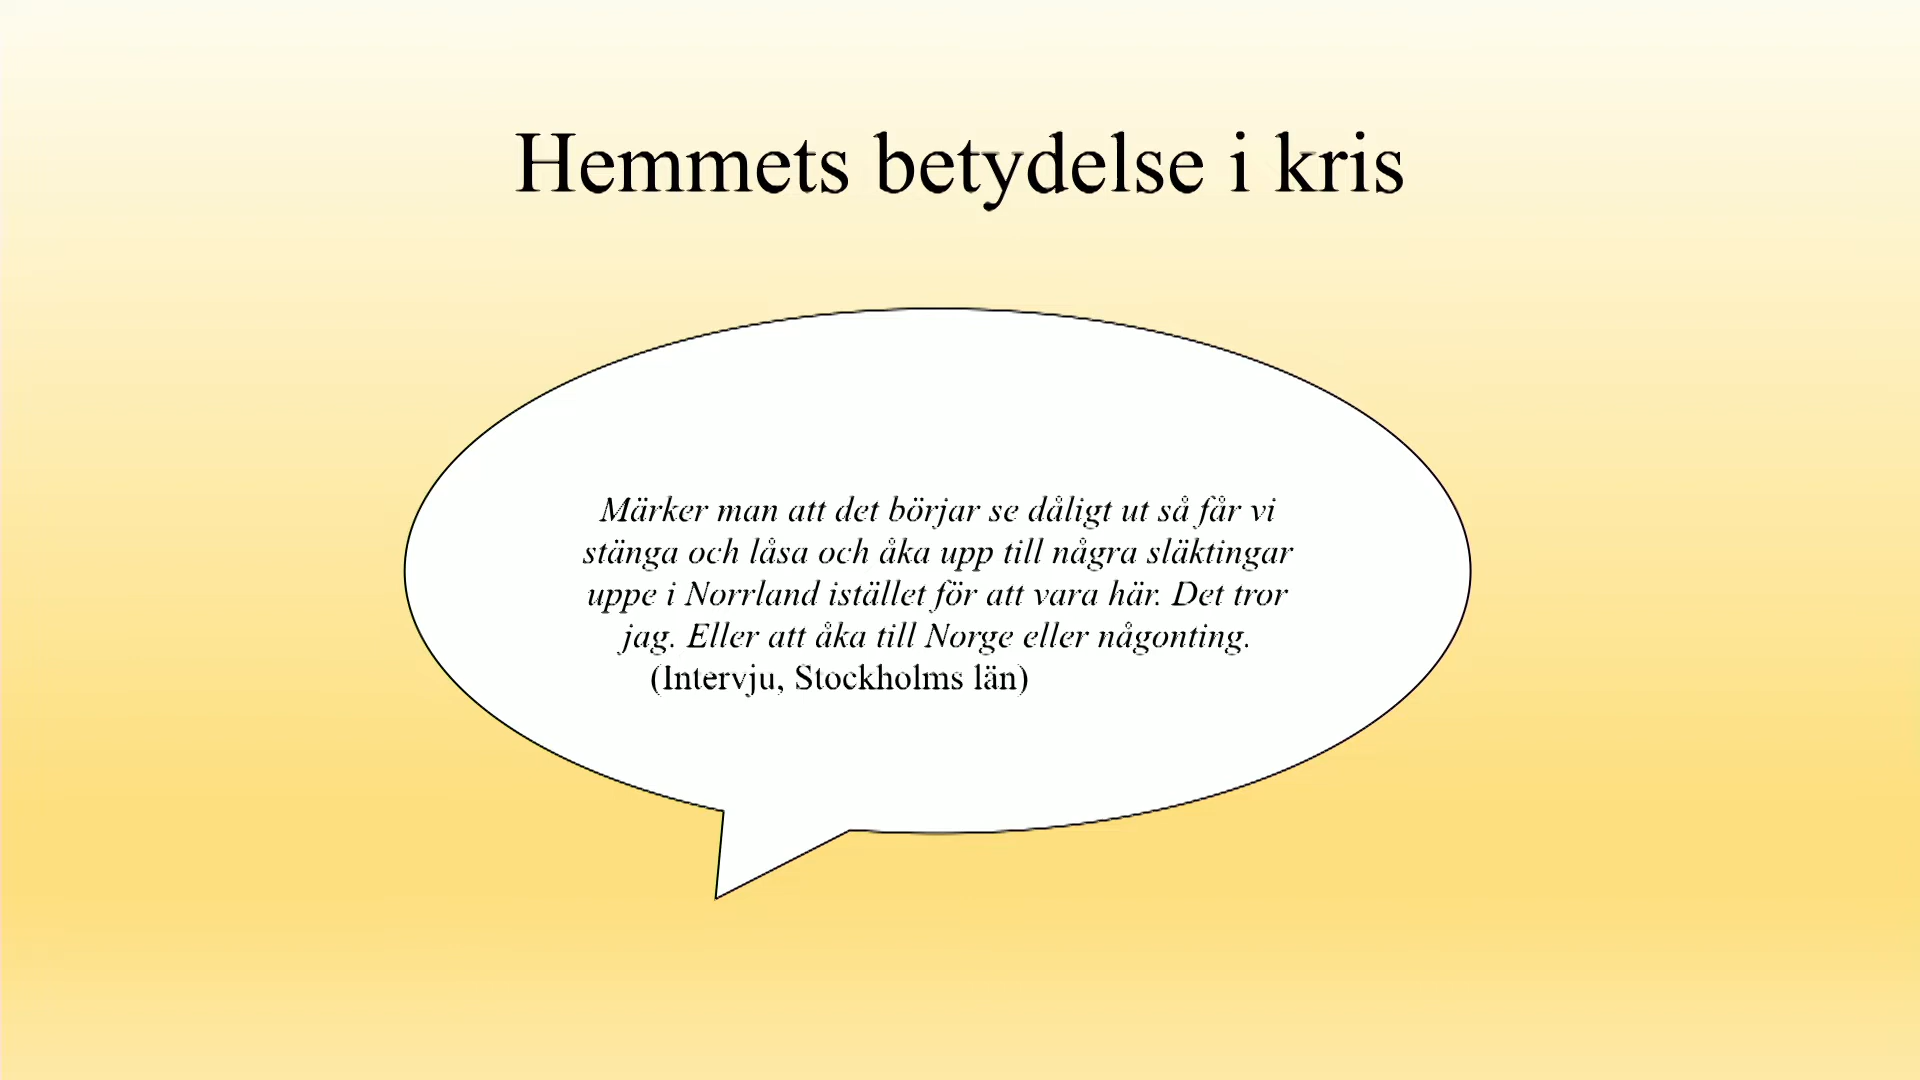 Hemmets betydelse i kris
Märker man att det börjar se dåligt ut så får vi
stänga och låsa och åka upp till några släktingar
uppe i Norrland istället för att vara här. Det tror
jag. Eller att åka till Norge eller någonting.
(Intervju, Stockholms län)